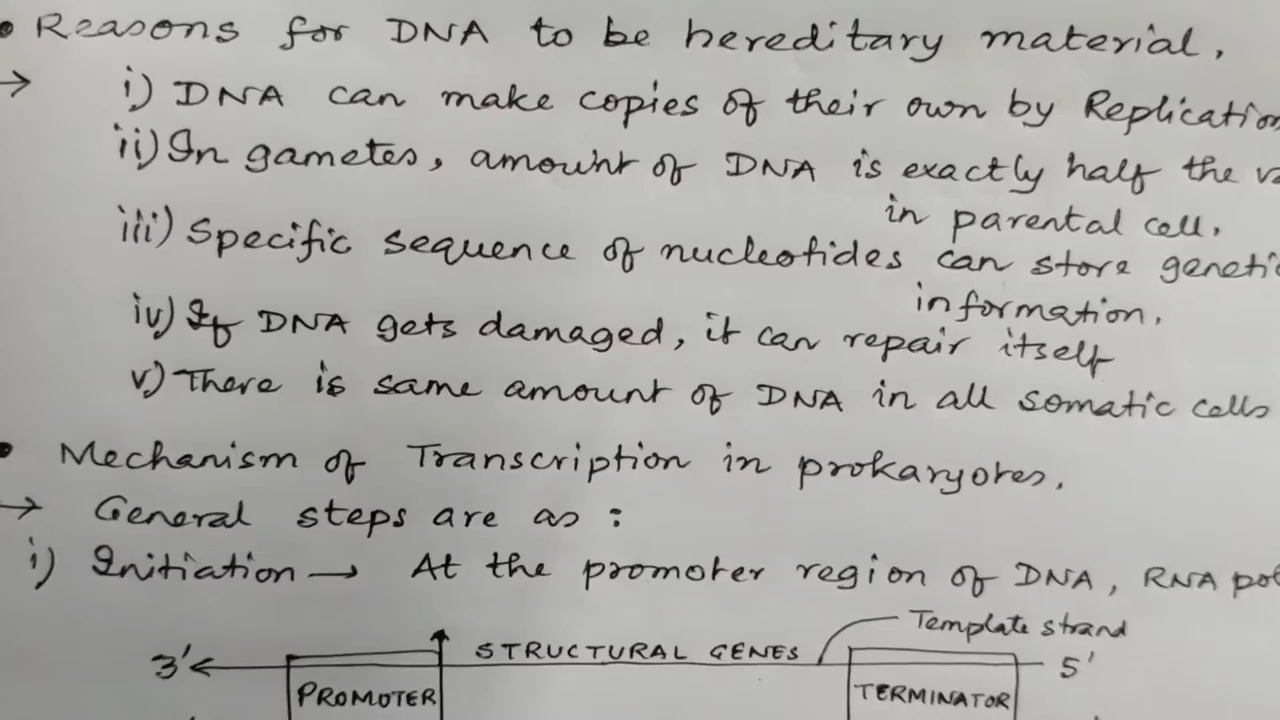 • Reasons for DNA to be hereditary material.
→ i) DNA can make copies of their own by Replication
ii) In gametes, amount of DNA is exactly half the
in parental cell.
iii) Specific sequence of nucleotides can store genetic
information.
iv) If DNA gets damaged, it can repair itself
v) There is same amount of DNA in all somatic cells
• Mechanism of Transcription in prokaryotes.
→ General steps are as :
i) Initiation → At the promoter region of DNA, RNA pol
Template strand
3' STRUCTURAL GENES 5'
PROMOTER TERMINATOR